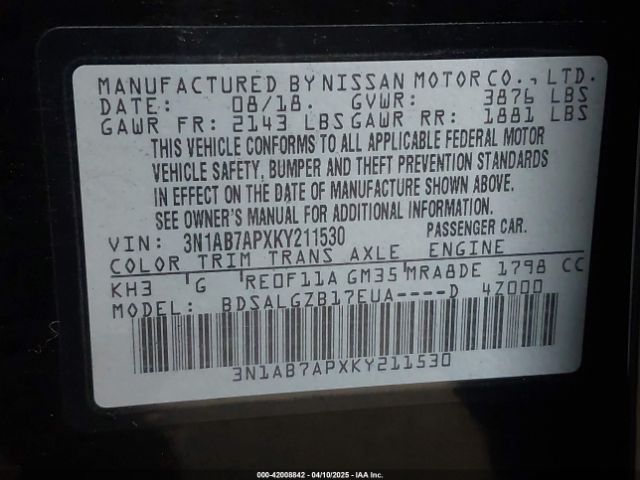 MANUFACTURED BY NISSAN MOTOR CO., LTD.
DATE: 08/18. GVWR: 3876 LBS
GAWR FR: 2143 LBS GAWR RR: 1881 LBS
THIS VEHICLE CONFORMS TO ALL APPLICABLE FEDERAL MOTOR
VEHICLE SAFETY, BUMPER AND THEFT PREVENTION STANDARDS
IN EFFECT ON THE DATE OF MANUFACTURE SHOWN ABOVE.
SEE OWNER'S MANUAL FOR ADDITIONAL INFORMATION.
VIN: 3N1AB7APXKY211530 PASSENGER CAR.
COLOR TRIM TRANS AXLE ENGINE
KH3 G RE0F11A GM35 MRA8DE 1798 CC
MODEL: BDSALGZB17EUA----D 4Z000
3N1AB7APXKY211530
000-42008842 - 04/10/2025 - IAA Inc.